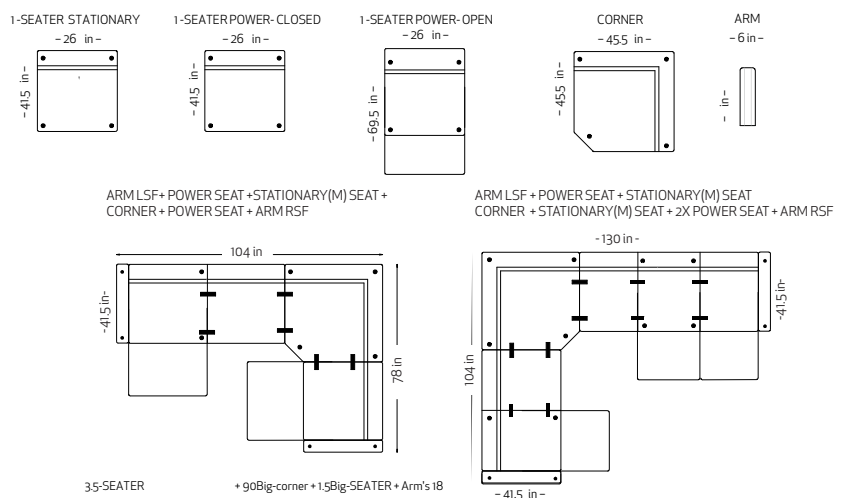 1-SEATER STATIONARY
1-SEATER POWER-CLOSED
1-SEATER POWER-OPEN
CORNER
ARM
- 26 in -
- 26 in -
- 26 in -
- 45.5 in -
- 6 in -
- 41.5 in -
- 41.5 in -
- 69.5 in -
- 45.5 in -
- in -
ARM LSF + POWER SEAT + STATIONARY(M) SEAT +
CORNER + POWER SEAT + ARM RSF
104 in
-41.5 in-
78 in
ARM LSF + POWER SEAT + STATIONARY(M) SEAT
CORNER + STATIONARY(M) SEAT + 2X POWER SEAT + ARM RSF
- 130 in -
-41.5 in-
104 in
- 41.5 in -
3.5-SEATER
+ 90Big-corner + 1.5Big-SEATER + Arm's 18